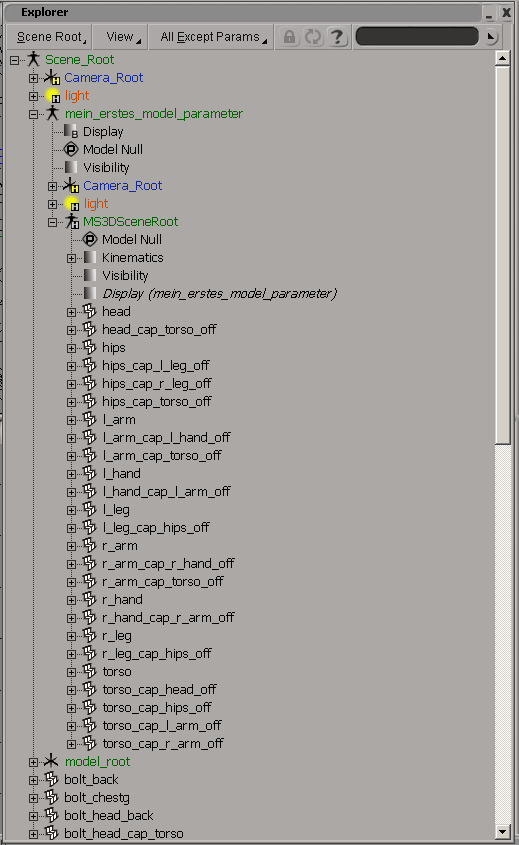 Explorer
Scene Root View All Except Params ?
Scene_Root
Camera_Root
light
mein_erstes_model_parameter
Display
Model Null
Visibility
Camera_Root
light
MS3DSceneRoot
Model Null
Kinematics
Visibility
Display (mein_erstes_model_parameter)
head
head_cap_torso_off
hips
hips_cap_l_leg_off
hips_cap_r_leg_off
hips_cap_torso_off
l_arm
l_arm_cap_l_hand_off
l_arm_cap_torso_off
l_hand
l_hand_cap_l_arm_off
l_leg
l_leg_cap_hips_off
r_arm
r_arm_cap_r_hand_off
r_arm_cap_torso_off
r_hand
r_hand_cap_r_arm_off
r_leg
r_leg_cap_hips_off
torso
torso_cap_head_off
torso_cap_hips_off
torso_cap_l_arm_off
torso_cap_r_arm_off
model_root
bolt_back
bolt_chestg
bolt_head_back
bolt_head_cap_torso